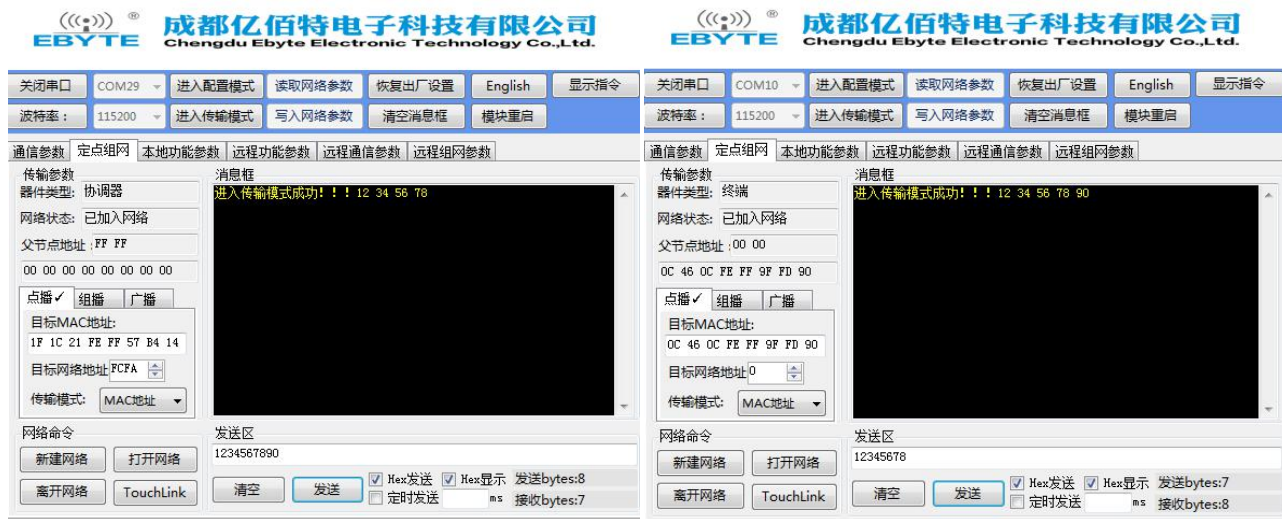 ((( ))) ®
EBYTE
成都亿佰特电子科技有限公司
Chengdu Ebyte Electronic Technology Co.,Ltd.
关闭串口 COM29 进入配置模式 读取网络参数 恢复出厂设置 English 显示指令
波特率: 115200 进入传输模式 写入网络参数 清空消息框 模块重启
通信参数 定点组网 本地功能参数 远程功能参数 远程通信参数 远程组网参数
传输参数
器件类型: 协调器
网络状态: 已加入网络
父节点地址: FF FF
00 00 00 00 00 00 00 00
点播✓ 组播 广播
目标MAC地址:
1F 1C 21 FE FF 57 B4 14
目标网络地址 FCFA
传输模式: MAC地址
网络命令
新建网络 打开网络
离开网络 TouchLink
消息框
进入传输模式成功!!! 12 34 56 78
发送区
1234567890
清空 发送
Hex发送 Hex显示 发送bytes:8
定时发送 ms 接收bytes:7
EBYTE ®
成都亿佰特电子科技有限公司
Chengdu Ebyte Electronic Technology Co.,Ltd.
关闭串口 COM10 进入配置模式 读取网络参数 恢复出厂设置 English 显示指令
波特率: 115200 进入传输模式 写入网络参数 清空消息框 模块重启
通信参数 定点组网 本地功能参数 远程功能参数 远程通信参数 远程组网参数
传输参数
器件类型: 终端
网络状态: 已加入网络
父节点地址: 00 00
0C 46 0C FE FF 9F FD 90
点播✓ 组播 广播
目标MAC地址:
0C 46 0C FE FF 9F FD 90
目标网络地址 0
传输模式: MAC地址
网络命令
新建网络 打开网络
离开网络 TouchLink
消息框
进入传输模式成功!!! 12 34 56 78 90
发送区
12345678
清空 发送
Hex发送 Hex显示 发送bytes:7
定时发送 ms 接收bytes:8